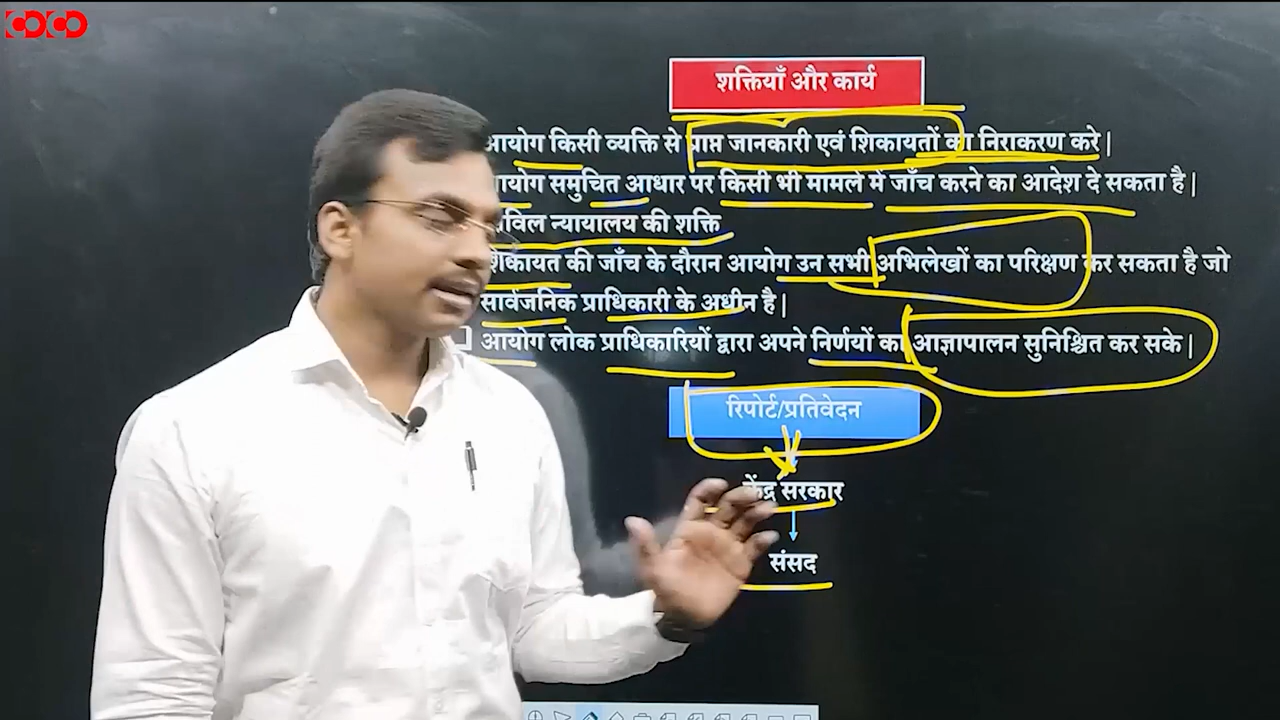 शक्तियाँ और कार्य
आयोग किसी व्यक्ति से प्राप्त जानकारी एवं शिकायतों का निराकरण करे |
आयोग समुचित आधार पर किसी भी मामले में जाँच करने का आदेश दे सकता है |
सिविल न्यायालय की शक्ति
शिकायत की जाँच के दौरान आयोग उन सभी अभिलेखों का परिक्षण कर सकता है जो
सार्वजनिक प्राधिकारी के अधीन है |
आयोग लोक प्राधिकारियों द्वारा अपने निर्णयों का आज्ञापालन सुनिश्चित कर सके |
रिपोर्ट/प्रतिवेदन
केंद्र सरकार
संसद